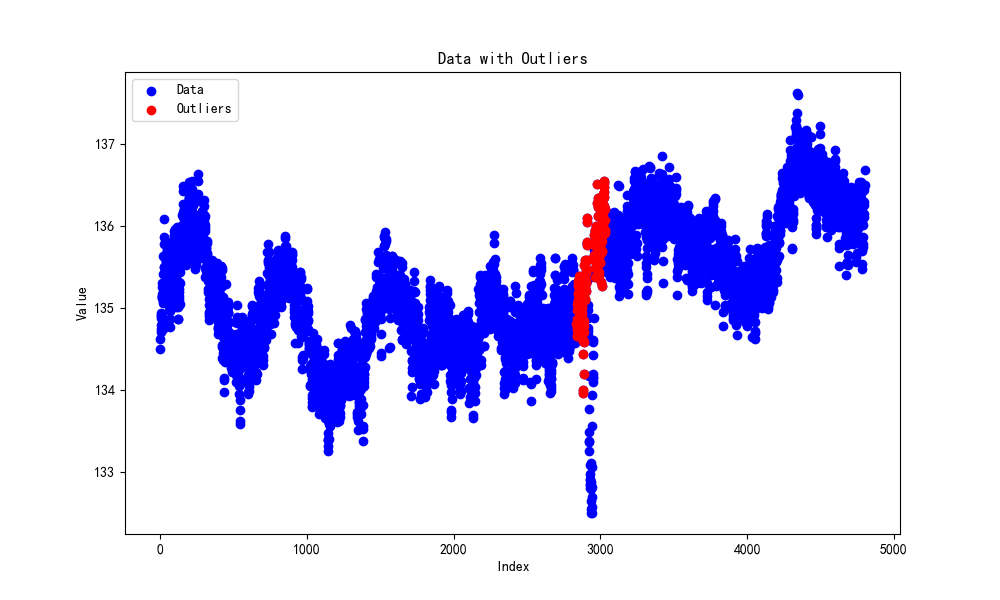 Data with Outliers
Data
Outliers
137
136
135
134
133
Value
0 1000 2000 3000 4000 5000
Index